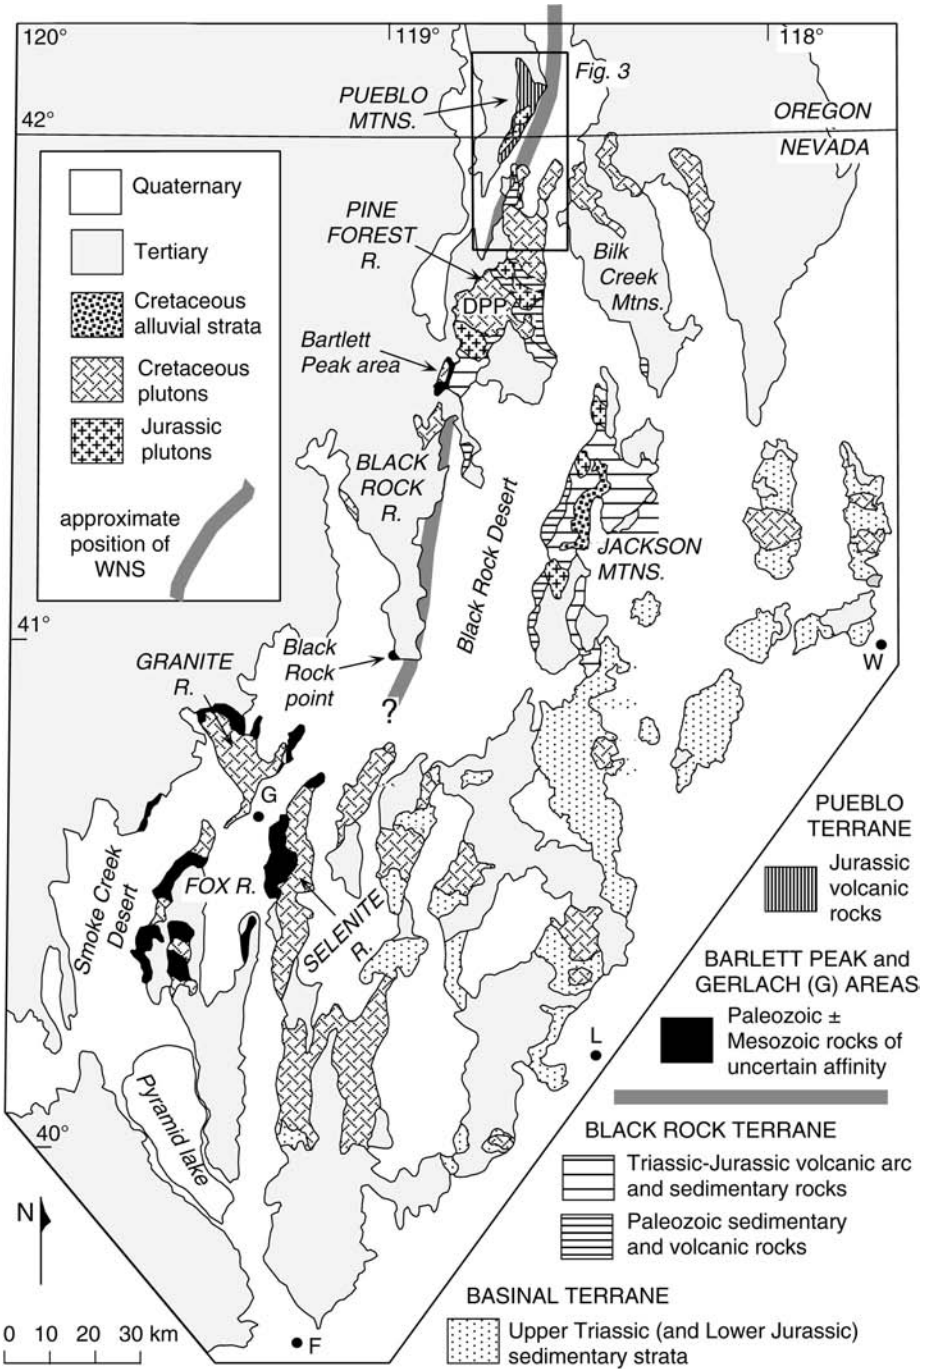 120°
119°
118°
Fig. 3
PUEBLO
MTNS.
42°
OREGON
NEVADA
Quaternary
Tertiary
Cretaceous
alluvial strata
Cretaceous
plutons
Jurassic
plutons
approximate
position of
WNS
PINE
FOREST
R.
Bilk
Creek
Mtns.
DPP
Bartlett
Peak area
BLACK
ROCK
R.
Black Rock Desert
JACKSON
MTNS.
41°
GRANITE
R.
Black
Rock
point
W
?
G
Smoke Creek
Desert
FOX R.
SELENITE
R.
L
Pyramid lake
40°
N
0 10 20 30 km
F
PUEBLO
TERRANE
Jurassic
volcanic
rocks
BARLETT PEAK and
GERLACH (G) AREAS
Paleozoic ±
Mesozoic rocks of
uncertain affinity
BLACK ROCK TERRANE
Triassic-Jurassic volcanic arc
and sedimentary rocks
Paleozoic sedimentary
and volcanic rocks
BASINAL TERRANE
Upper Triassic (and Lower Jurassic)
sedimentary strata